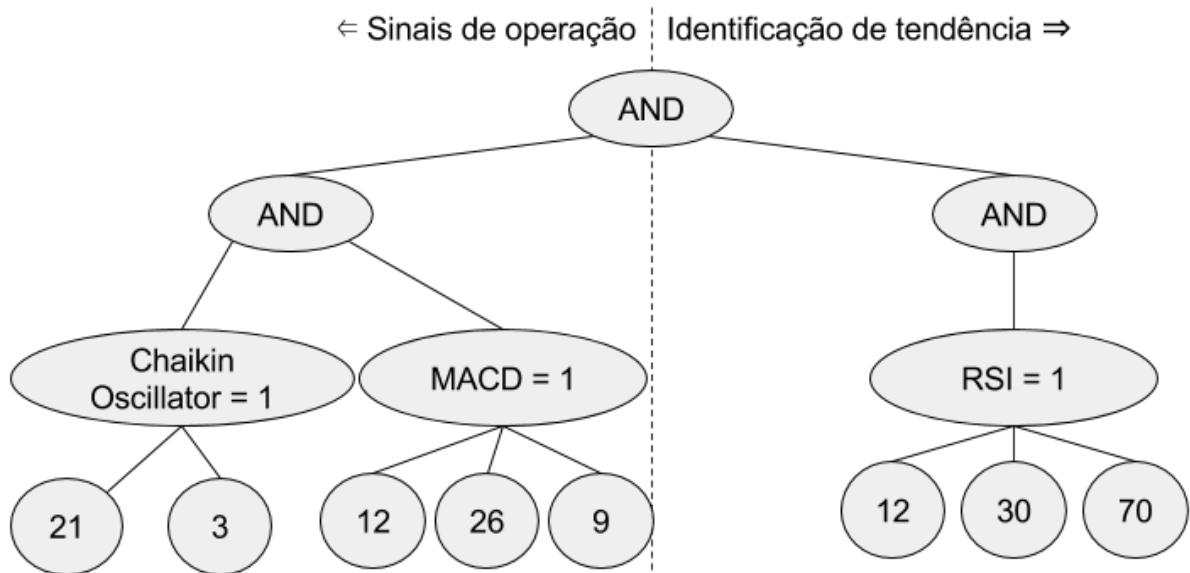 ⇐ Sinais de operação
Identificação de tendência ⇒
AND
AND
AND
Chaikin
Oscillator = 1
MACD = 1
RSI = 1
21
3
12
26
9
12
30
70